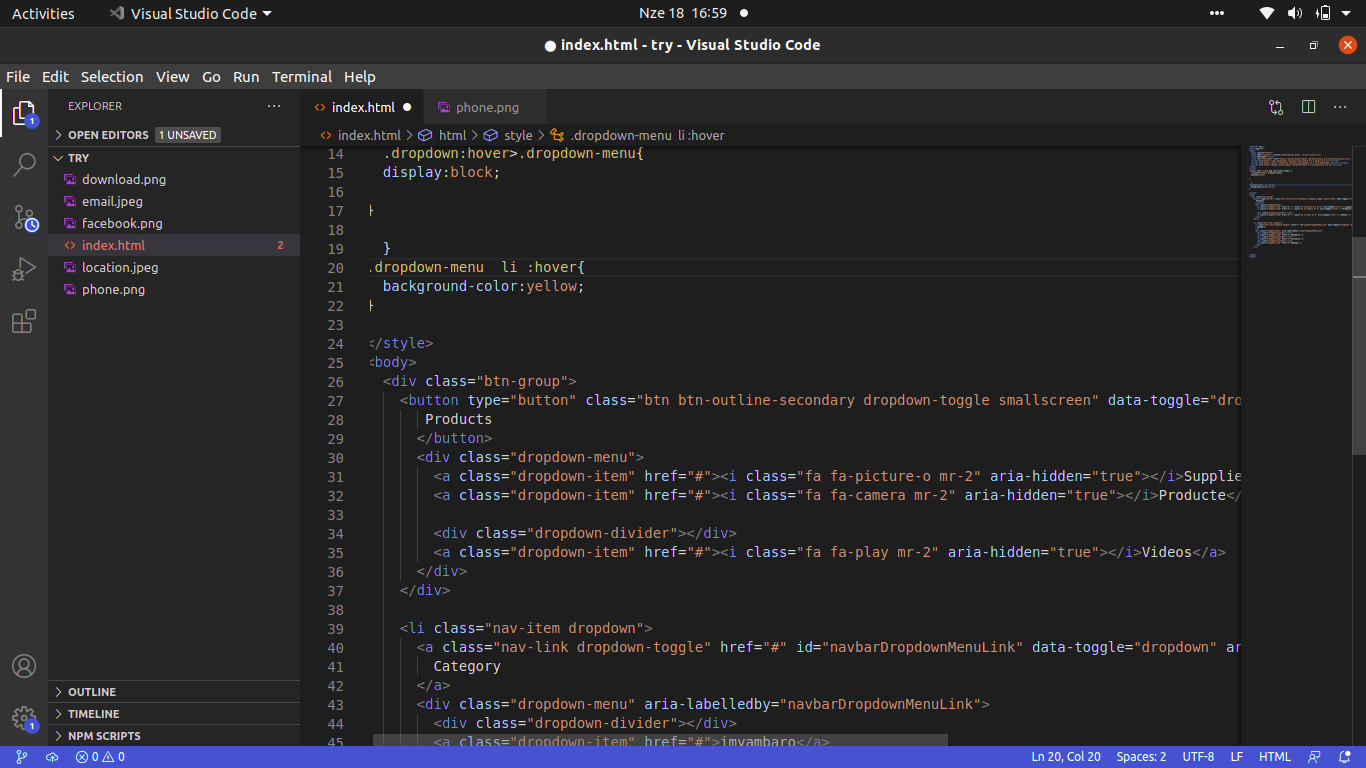 Activities Visual Studio Code Nze 18 16:59
index.html - try - Visual Studio Code
File Edit Selection View Go Run Terminal Help
EXPLORER
OPEN EDITORS 1 UNSAVED
TRY
download.png
email.jpeg
facebook.png
index.html 2
location.jpeg
phone.png
OUTLINE
TIMELINE
NPM SCRIPTS
1
1
index.html phone.png
index.html > html > style > .dropdown-menu li :hover
14 .dropdown:hover>.dropdown-menu{
15 display:block;
16
17 }
18
19 }
20 .dropdown-menu  li :hover{
21 background-color:yellow;
22 }
23
24 </style>
25 <body>
26 <div class="btn-group">
27 <button type="button" class="btn btn-outline-secondary dropdown-toggle smallscreen" data-toggle="dro
28 Products
29 </button>
30 <div class="dropdown-menu">
31 <a class="dropdown-item" href="#"><i class="fa fa-picture-o mr-2" aria-hidden="true"></i>Supplie
32 <a class="dropdown-item" href="#"><i class="fa fa-camera mr-2" aria-hidden="true"></i>Producte</
33
34 <div class="dropdown-divider"></div>
35 <a class="dropdown-item" href="#"><i class="fa fa-play mr-2" aria-hidden="true"></i>Videos</a>
36 </div>
37 </div>
38
39 <li class="nav-item dropdown">
40 <a class="nav-link dropdown-toggle" href="#" id="navbarDropdownMenuLink" data-toggle="dropdown" ar
41 Category
42 </a>
43 <div class="dropdown-menu" aria-labelledby="navbarDropdownMenuLink">
44 <div class="dropdown-divider"></div>
45 <a class="dropdown-item" href="#">imyambaro</a>
0 0 Ln 20, Col 20 Spaces: 2 UTF-8 LF HTML